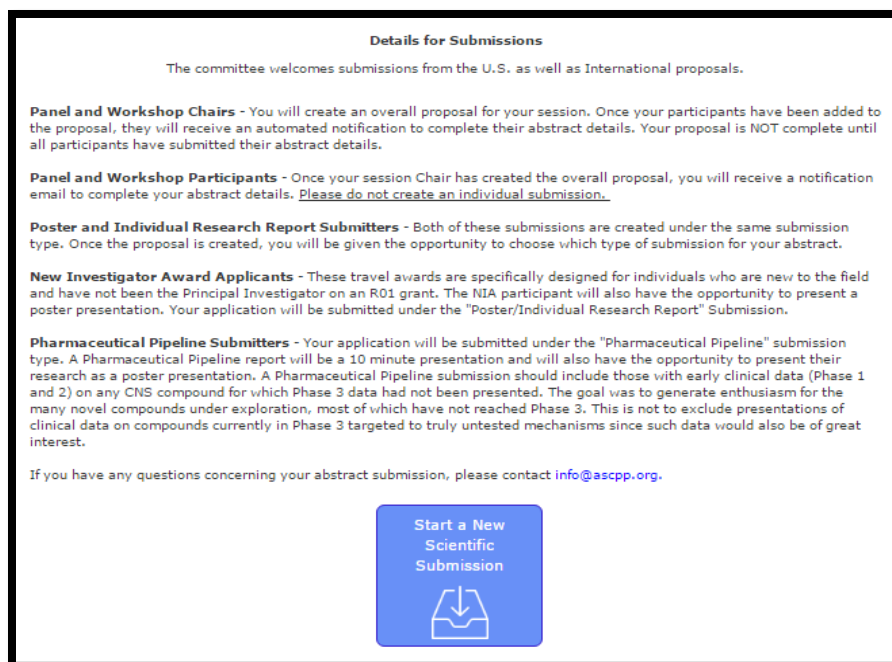 Details for Submissions
The committee welcomes submissions from the U.S. as well as International proposals.
Panel and Workshop Chairs - You will create an overall proposal for your session. Once your participants have been added to
the proposal, they will receive an automated notification to complete their abstract details. Your proposal is NOT complete until
all participants have submitted their abstract details.
Panel and Workshop Participants - Once your session Chair has created the overall proposal, you will receive a notification
email to complete your abstract details. Please do not create an individual submission.
Poster and Individual Research Report Submitters - Both of these submissions are created under the same submission
type. Once the proposal is created, you will be given the opportunity to choose which type of submission for your abstract.
New Investigator Award Applicants - These travel awards are specifically designed for individuals who are new to the field
and have not been the Principal Investigator on an R01 grant. The NIA participant will also have the opportunity to present a
poster presentation. Your application will be submitted under the "Poster/Individual Research Report" Submission.
Pharmaceutical Pipeline Submitters - Your application will be submitted under the "Pharmaceutical Pipeline" submission
type. A Pharmaceutical Pipeline report will be a 10 minute presentation and will also have the opportunity to present their
research as a poster presentation. A Pharmaceutical Pipeline submission should include those with early clinical data (Phase 1
and 2) on any CNS compound for which Phase 3 data had not been presented. The goal was to generate enthusiasm for the
many novel compounds under exploration, most of which have not reached Phase 3. This is not to exclude presentations of
clinical data on compounds currently in Phase 3 targeted to truly untested mechanisms since such data would also be of great
interest.
If you have any questions concerning your abstract submission, please contact info@ascpp.org.
Start a New
Scientific
Submission